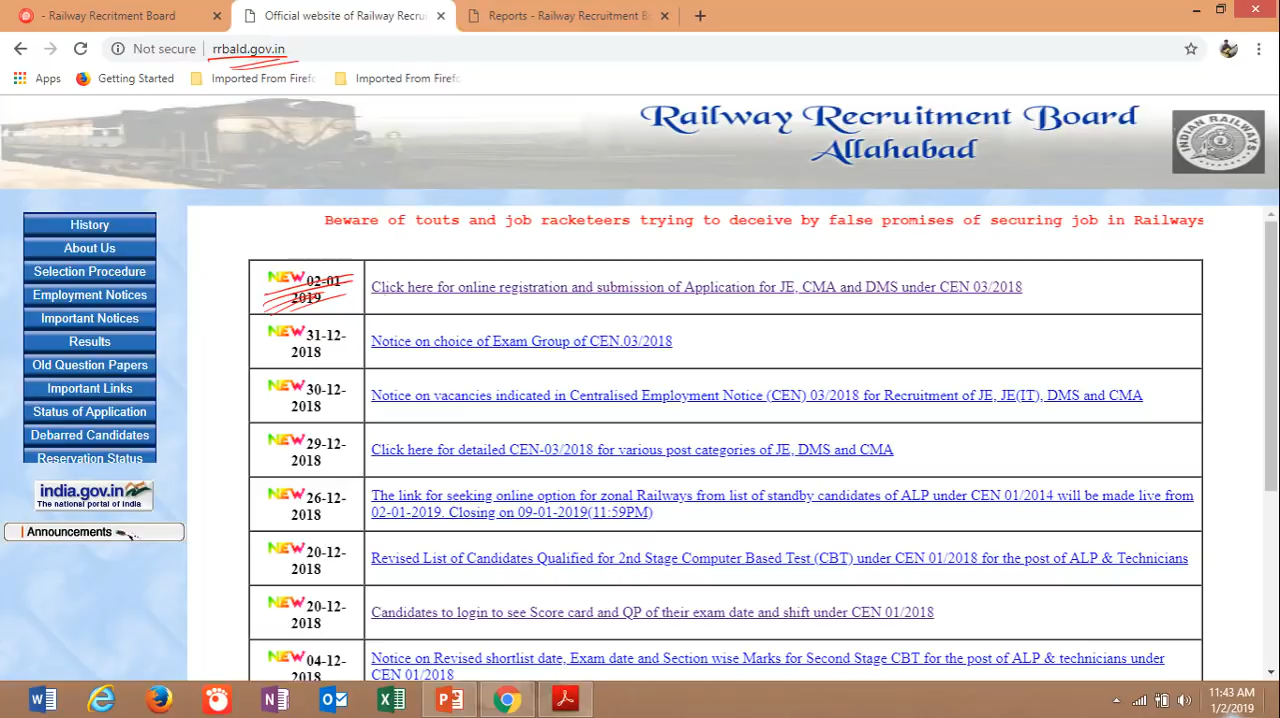 - Railway Recritment Board
Official website of Railway Recru
Reports - Railway Recruitment B
Not secure
rrbald.gov.in
Apps
Getting Started
Imported From Firefo
Imported From Firefo
Railway Recruitment Board
Allahabad
INDIAN RAILWAYS
Beware of touts and job racketeers trying to deceive by false promises of securing job in Railways
History
About Us
Selection Procedure
Employment Notices
Important Notices
Results
Old Question Papers
Important Links
Status of Application
Debarred Candidates
Reservation Status
india.gov.in
The national portal of India
Announcements
NEW 02-01
2019
Click here for online registration and submission of Application for JE, CMA and DMS under CEN 03/2018
NEW 31-12-
2018
Notice on choice of Exam Group of CEN.03/2018
NEW 30-12-
2018
Notice on vacancies indicated in Centralised Employment Notice (CEN) 03/2018 for Recruitment of JE, JE(IT), DMS and CMA
NEW 29-12-
2018
Click here for detailed CEN-03/2018 for various post categories of JE, DMS and CMA
NEW 26-12-
2018
The link for seeking online option for zonal Railways from list of standby candidates of ALP under CEN 01/2014 will be made live from
02-01-2019. Closing on 09-01-2019(11:59PM)
NEW 20-12-
2018
Revised List of Candidates Qualified for 2nd Stage Computer Based Test (CBT) under CEN 01/2018 for the post of ALP & Technicians
NEW 20-12-
2018
Candidates to login to see Score card and QP of their exam date and shift under CEN 01/2018
NEW 04-12-
2018
Notice on Revised shortlist date, Exam date and Section wise Marks for Second Stage CBT for the post of ALP & technicians under
CEN 01/2018
11:43 AM
1/2/2019